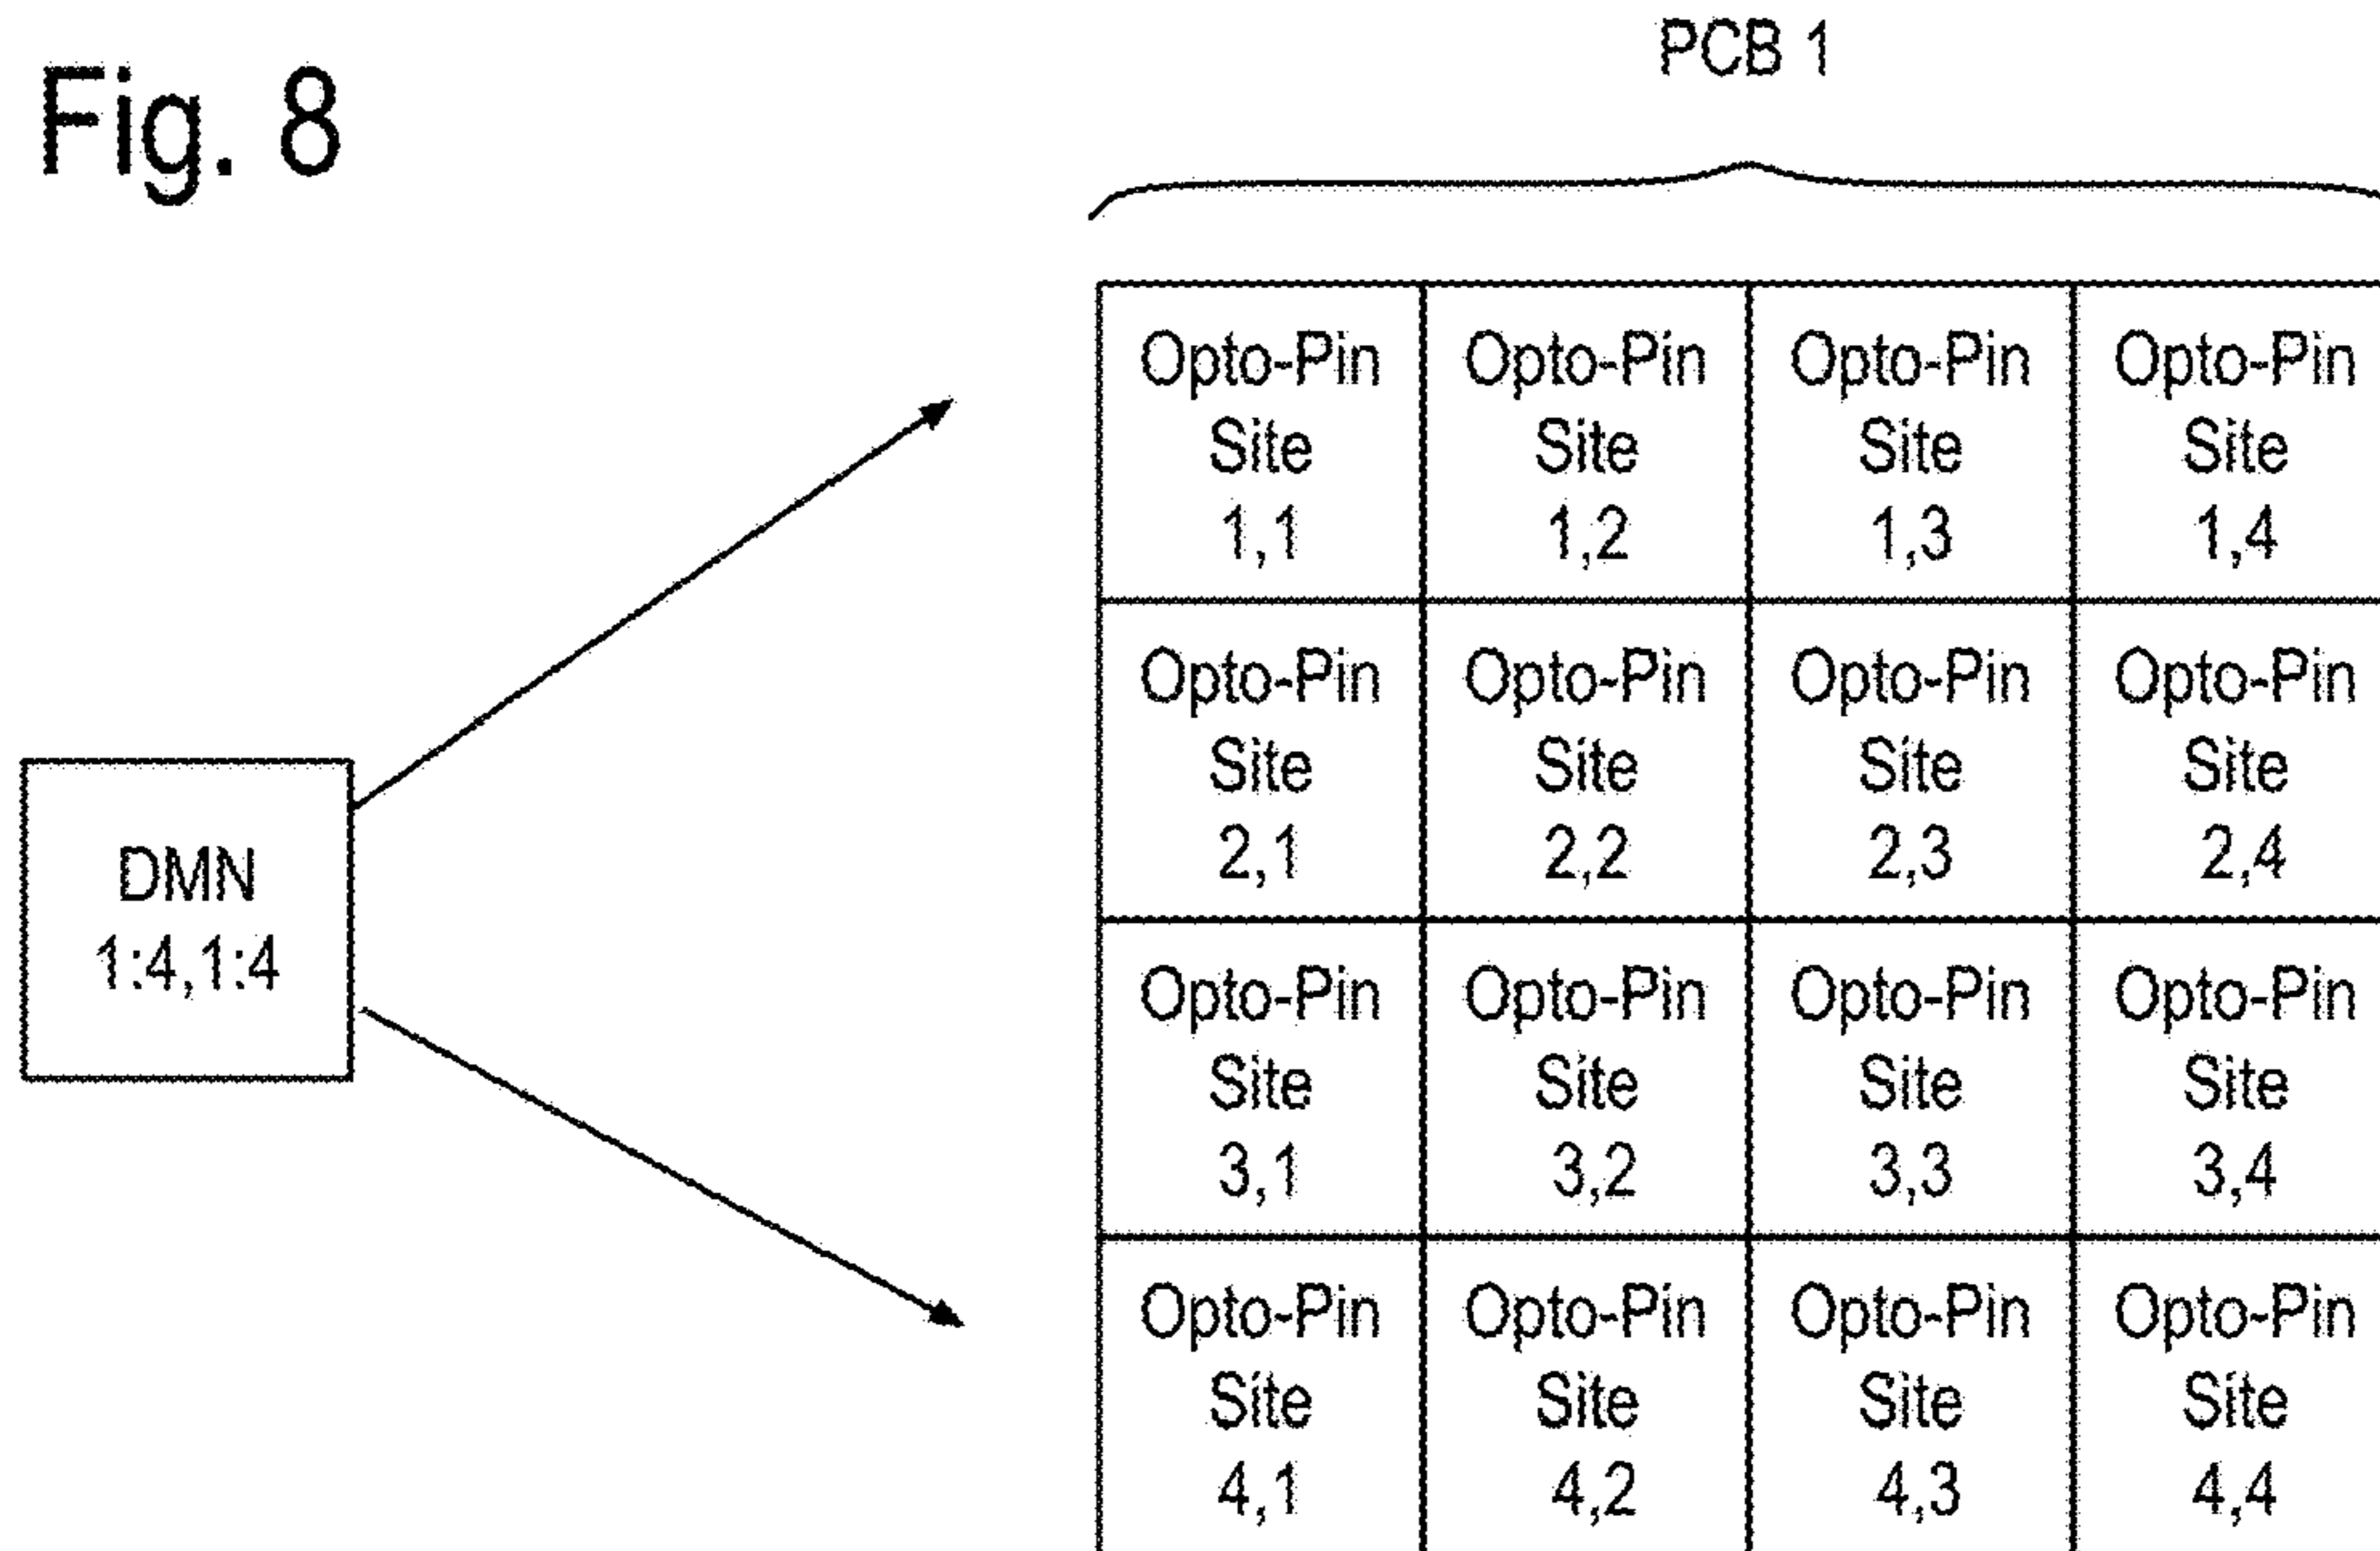 Fig. 8
PCB 1
Opto-Pin Opto-Pin Opto-Pin Opto-Pin
Site Site Site Site
1,1 1,2 1,3 1,4
Opto-Pin Opto-Pin Opto-Pin Opto-Pin
Site Site Site Site
2,1 2,2 2,3 2,4
DMN
1:4,1:4
Opto-Pin Opto-Pin Opto-Pin Opto-Pin
Site Site Site Site
3,1 3,2 3,3 3,4
Opto-Pin Opto-Pin Opto-Pin Opto-Pin
Site Site Site Site
4,1 4,2 4,3 4,4